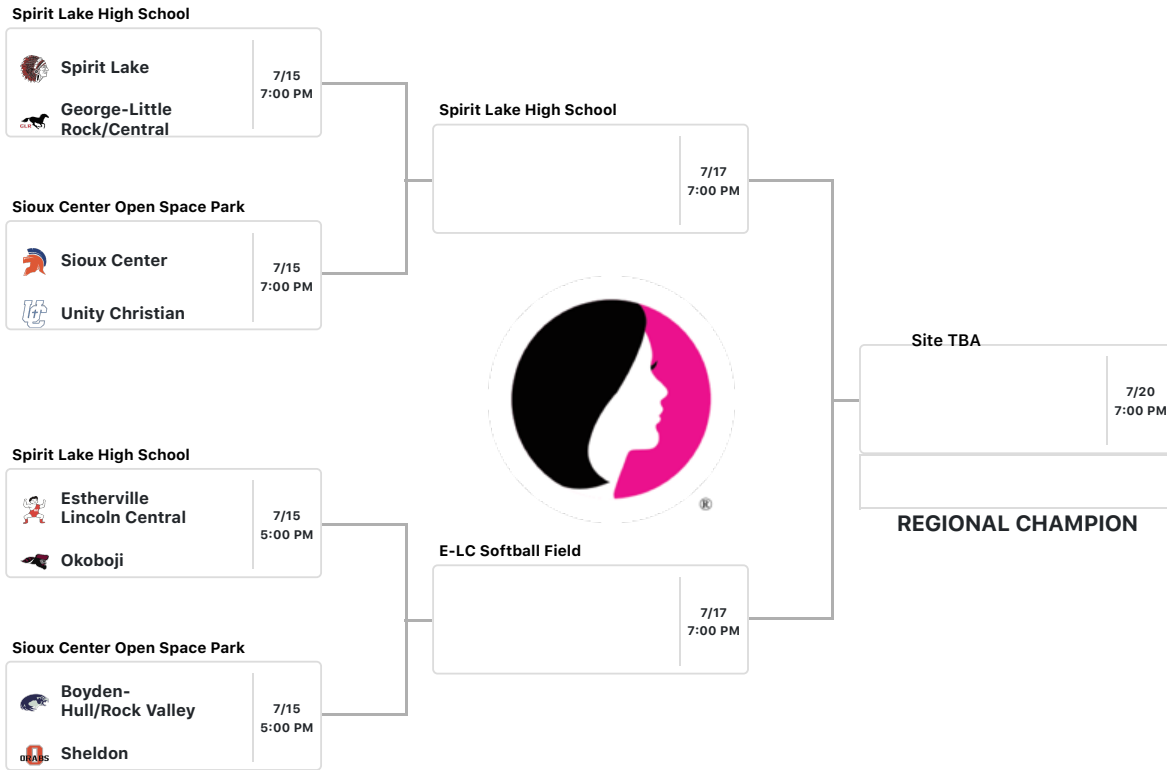 Spirit Lake High School
Spirit Lake
George-Little
Rock/Central
GLR
7/15
7:00 PM
Sioux Center Open Space Park
Sioux Center
Unity Christian
7/15
7:00 PM
Spirit Lake High School
Estherville
Lincoln Central
Okoboji
7/15
5:00 PM
Sioux Center Open Space Park
Boyden-
Hull/Rock Valley
Sheldon
ORABS
7/15
5:00 PM
Spirit Lake High School
7/17
7:00 PM
®
E-LC Softball Field
7/17
7:00 PM
Site TBA
7/20
7:00 PM
REGIONAL CHAMPION